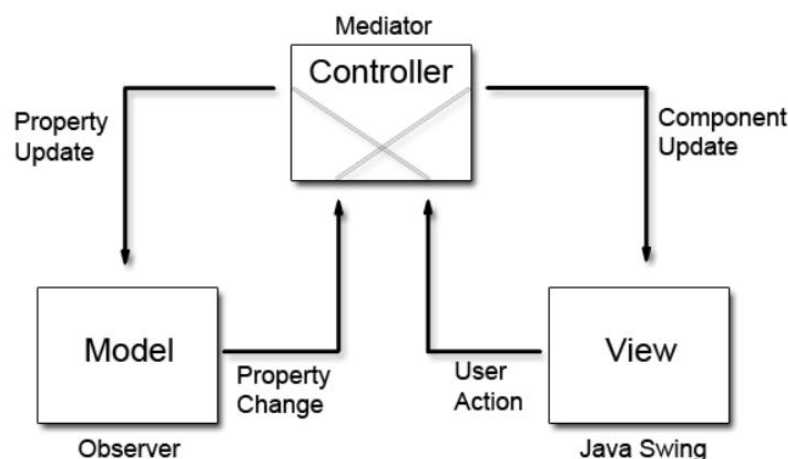 Mediator
Controller
Property
Update
Component
Update
Model
Property
Change
Observer
User
Action
View
Java Swing